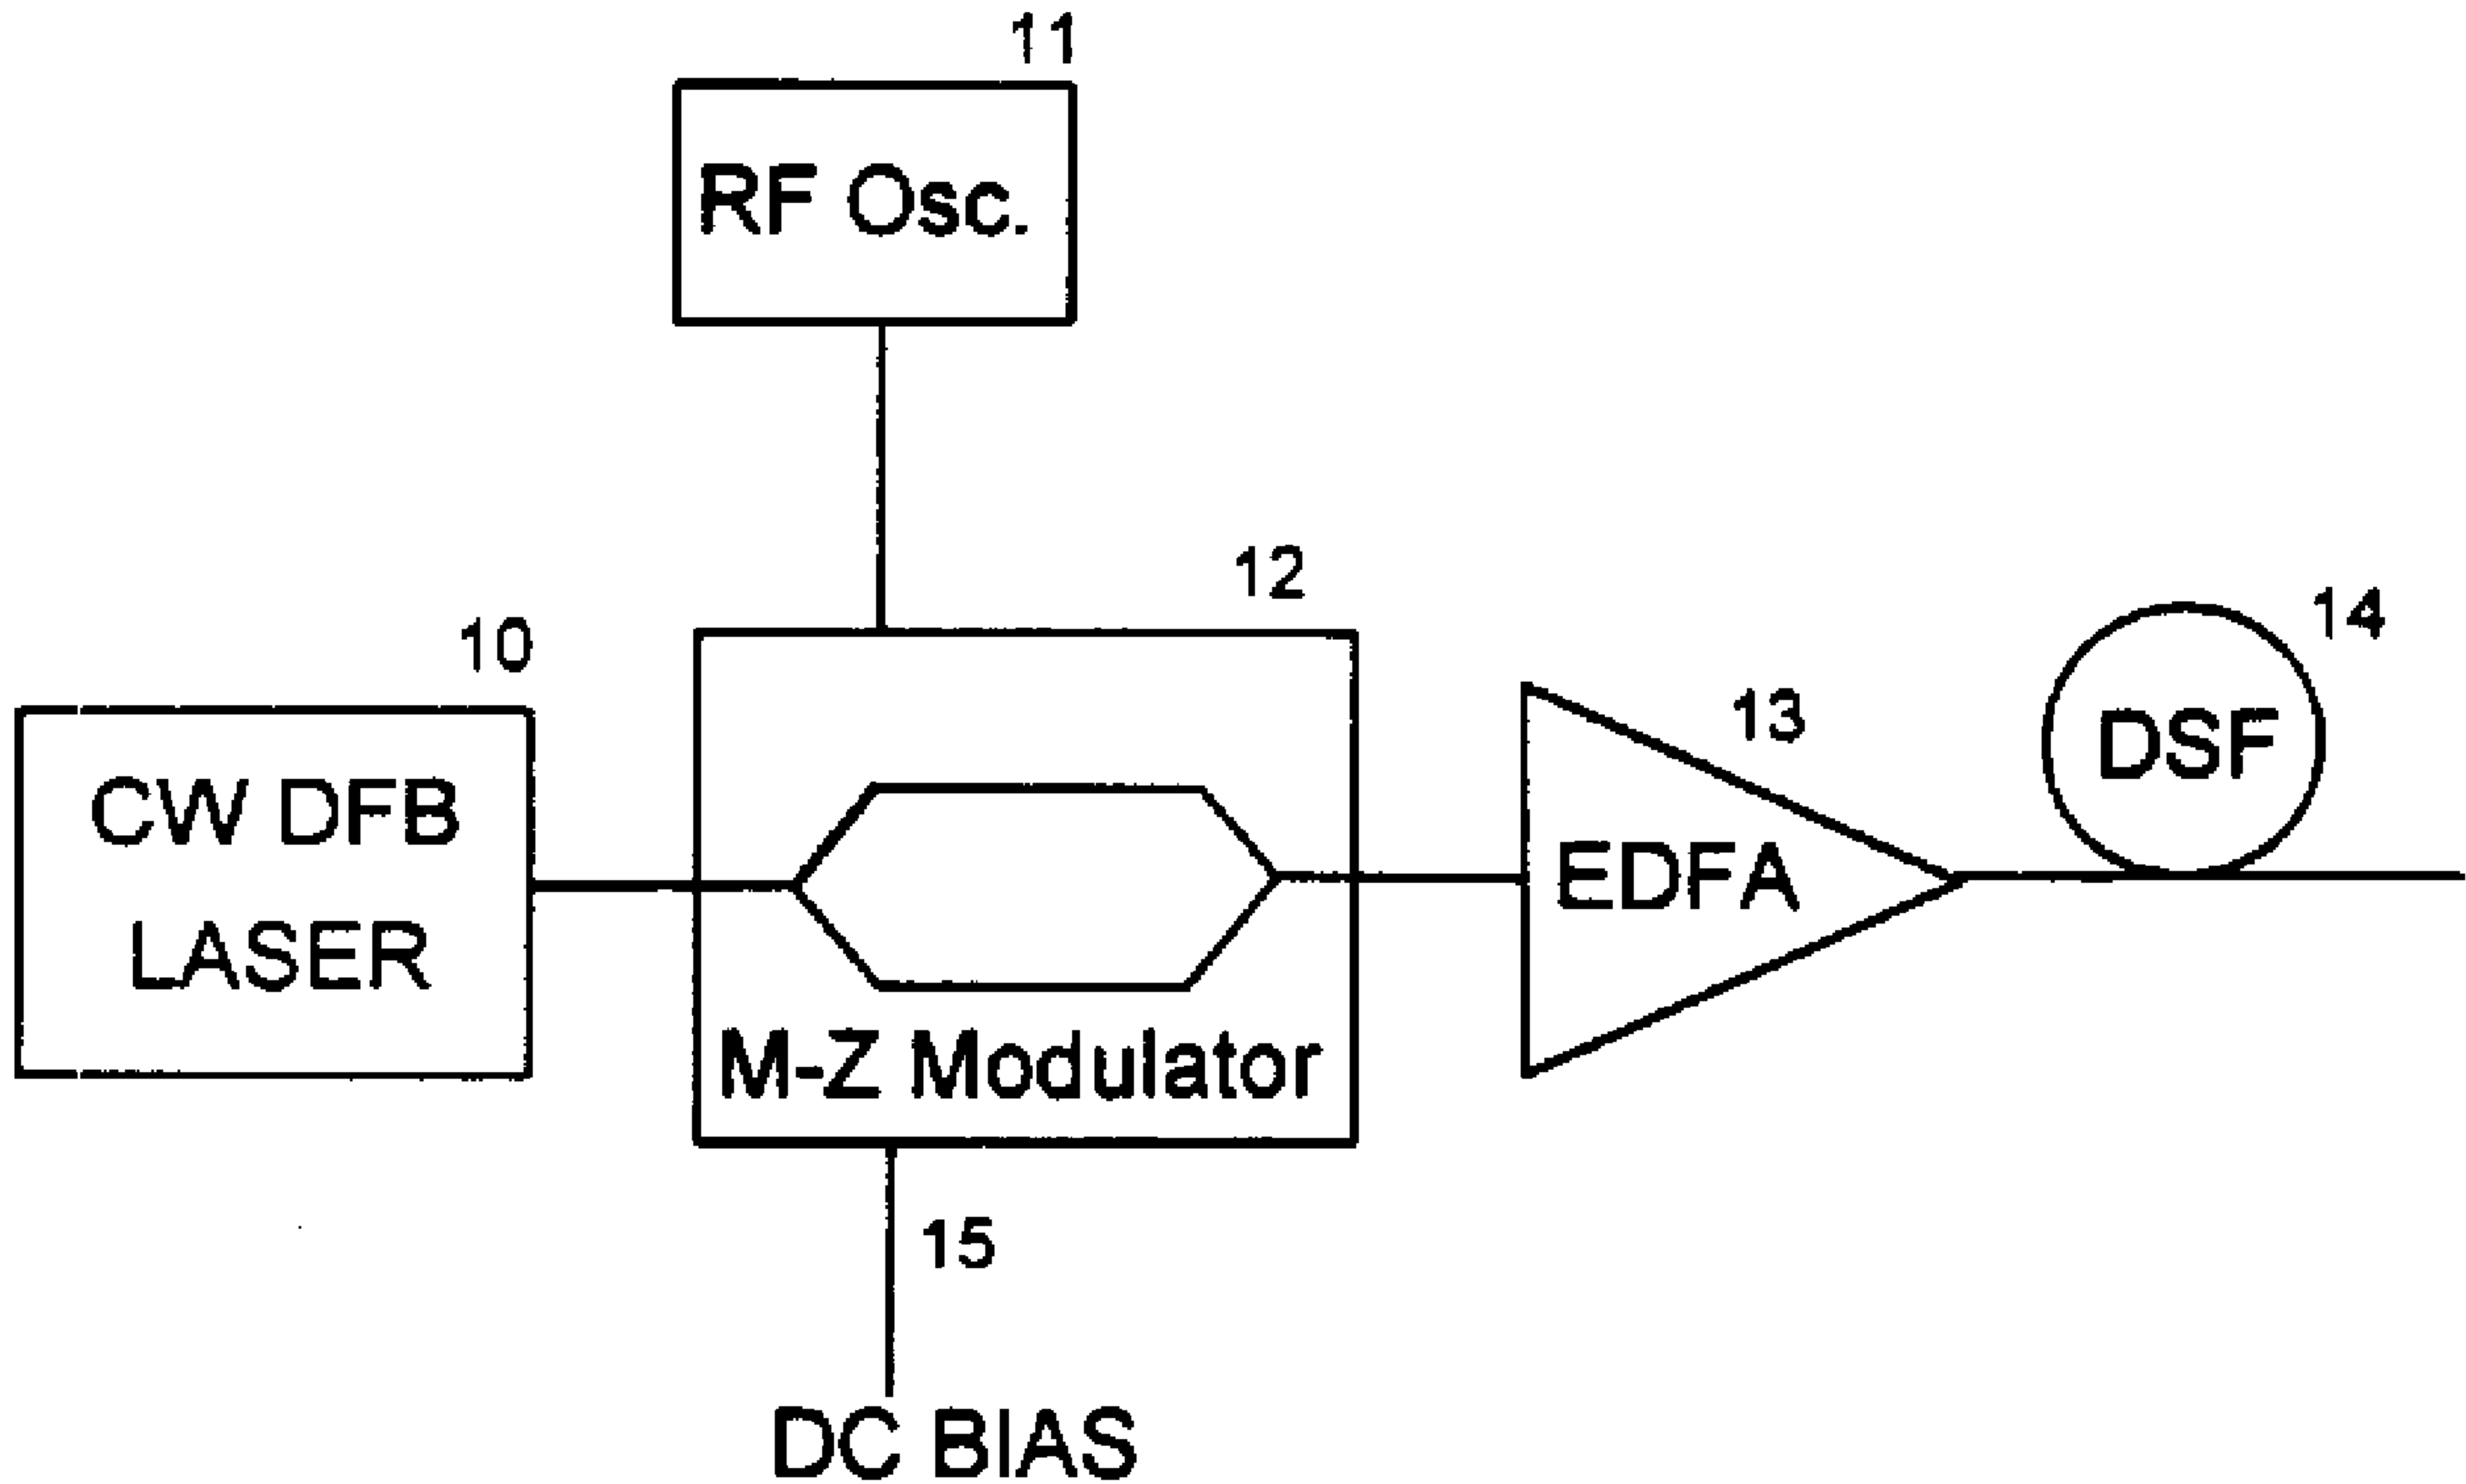 11
RF Osc.
12
10
14
13
DSF
CW DFB
LASER
EDFA
M-Z Modulator
15
DC BIAS